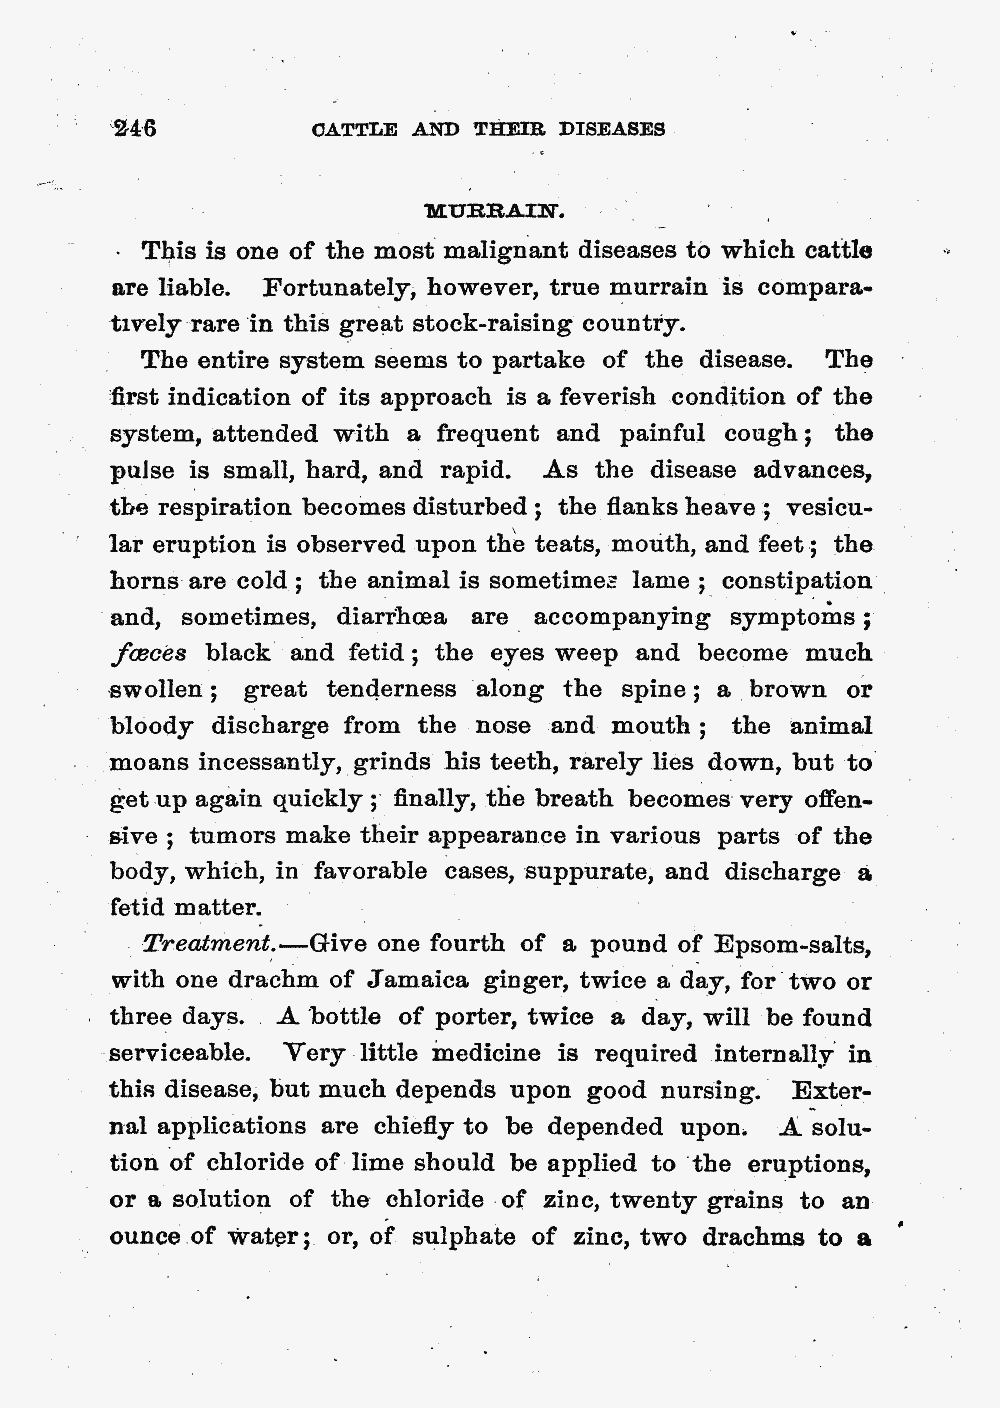 246 CATTLE AND THEIR DISEASES
MURRAIN.
This is one of the most malignant diseases to which cattle
are liable. Fortunately, however, true murrain is compara-
tively rare in this great stock-raising country.
The entire system seems to partake of the disease. The
first indication of its approach is a feverish condition of the
system, attended with a frequent and painful cough; the
pulse is small, hard, and rapid. As the disease advances,
the respiration becomes disturbed; the flanks heave; vesicu-
lar eruption is observed upon the teats, mouth, and feet; the
horns are cold; the animal is sometimes lame; constipation
and, sometimes, diarrhœa are accompanying symptoms;
fœces black and fetid; the eyes weep and become much
swollen; great tenderness along the spine; a brown or
bloody discharge from the nose and mouth; the animal
moans incessantly, grinds his teeth, rarely lies down, but to
get up again quickly; finally, the breath becomes very offen-
sive; tumors make their appearance in various parts of the
body, which, in favorable cases, suppurate, and discharge a
fetid matter.
Treatment.—Give one fourth of a pound of Epsom-salts,
with one drachm of Jamaica ginger, twice a day, for two or
three days. A bottle of porter, twice a day, will be found
serviceable. Very little medicine is required internally in
this disease, but much depends upon good nursing. Exter-
nal applications are chiefly to be depended upon. A solu-
tion of chloride of lime should be applied to the eruptions,
or a solution of the chloride of zinc, twenty grains to an
ounce of water; or, of sulphate of zinc, two drachms to a